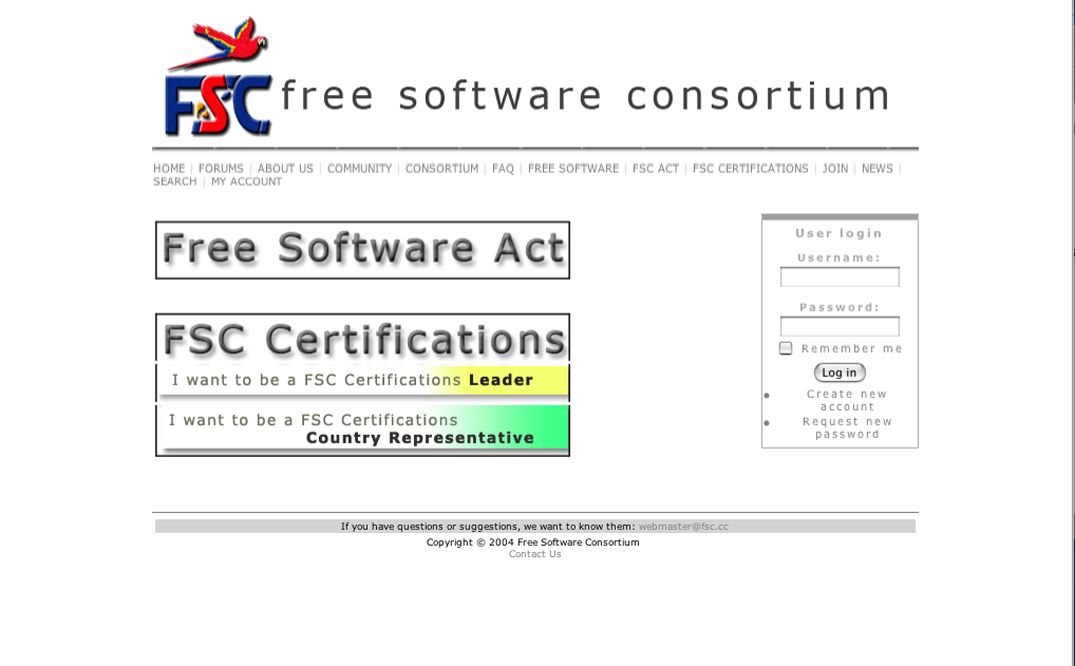 FSC free software consortium
HOME | FORUMS | ABOUT US | COMMUNITY | CONSORTIUM | FAQ | FREE SOFTWARE | FSC ACT | FSC CERTIFICATIONS | JOIN | NEWS |
SEARCH | MY ACCOUNT
Free Software Act
FSC Certifications
I want to be a FSC Certifications Leader
I want to be a FSC Certifications
Country Representative
User login
Username:
Password:
Remember me
Log in
Create new
account
Request new
password
If you have questions or suggestions, we want to know them: webmaster@fsc.cc
Copyright © 2004 Free Software Consortium
Contact Us